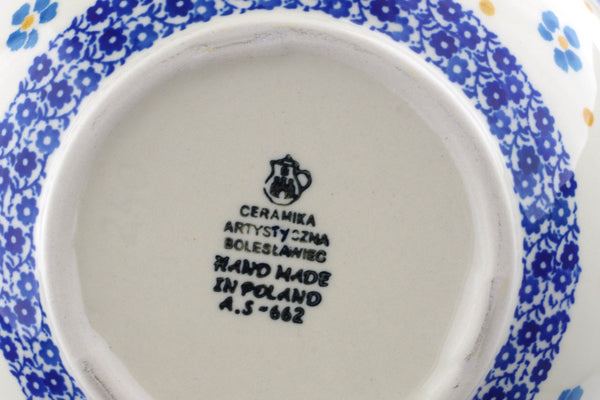 CERAMIKA
ARTYSTYCZNA
BOLESŁAWIEC
HAND MADE
IN POLAND
A.S-662